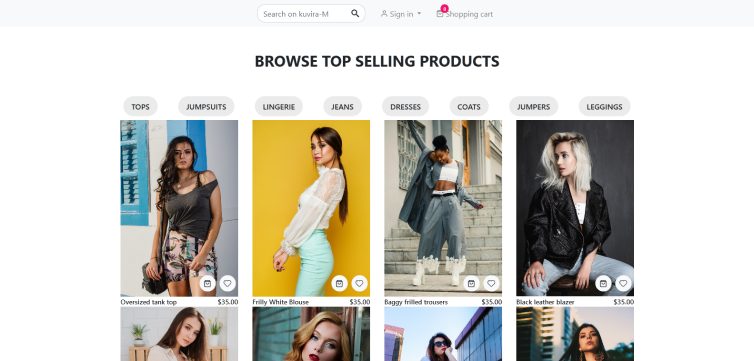 Search on kuvira-M
Sign in
0
Shopping cart
BROWSE TOP SELLING PRODUCTS
TOPS JUMPSUITS LINGERIE JEANS DRESSES COATS JUMPERS LEGGINGS
Oversized tank top $35.00 Frilly White Blouse $35.00 Baggy frilled trousers $35.00 Black leather blazer $35.00